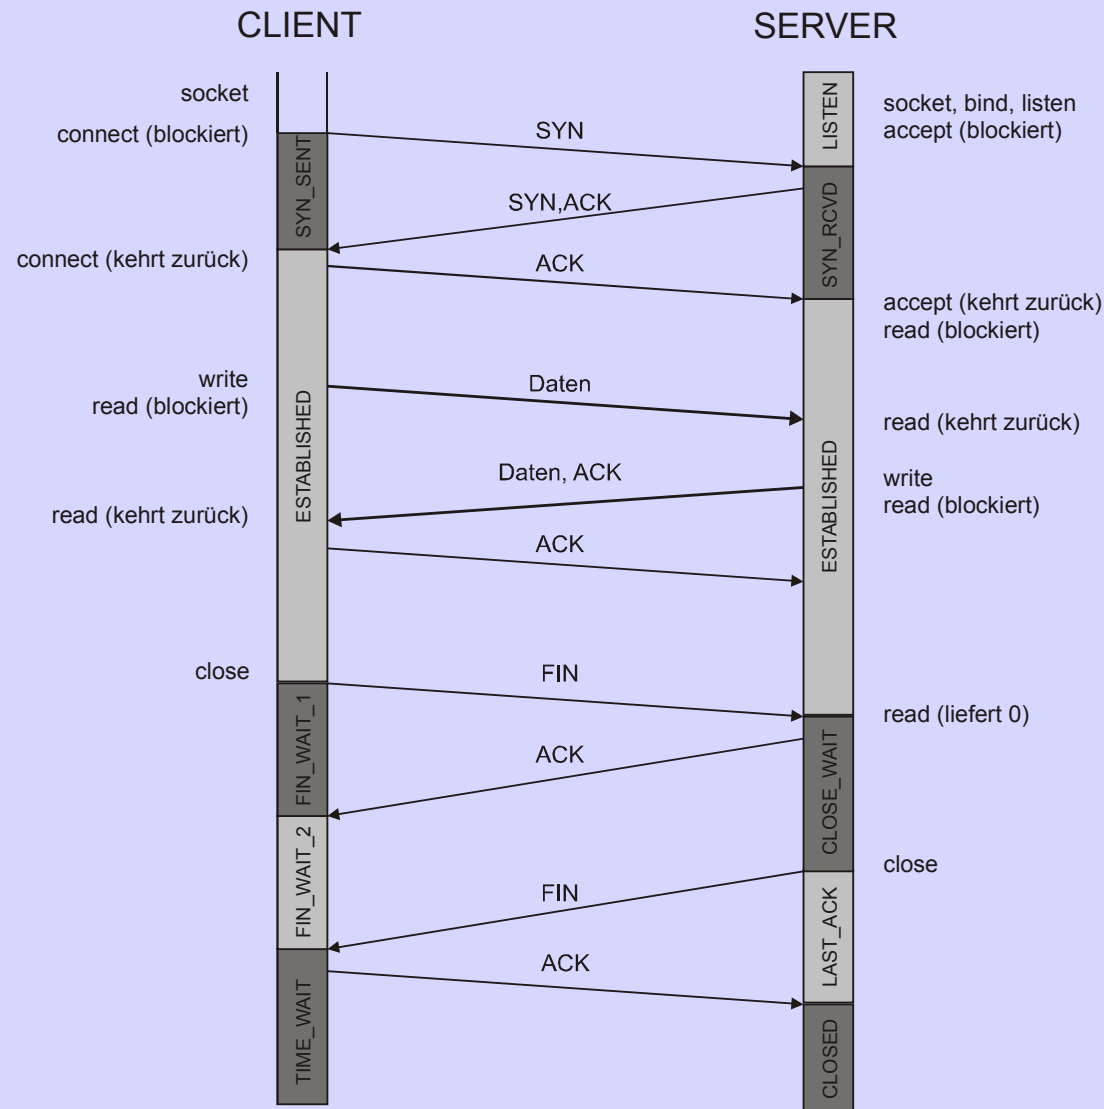 CLIENT
SERVER
socket
connect (blockiert)
SYN
LISTEN
socket, bind, listen
accept (blockiert)
SYN_SENT
SYN,ACK
SYN_RCVD
connect (kehrt zurück)
ACK
accept (kehrt zurück)
read (blockiert)
write
read (blockiert)
Daten
read (kehrt zurück)
ESTABLISHED
ESTABLISHED
Daten, ACK
write
read (blockiert)
read (kehrt zurück)
ACK
close
FIN
read (liefert 0)
FIN_WAIT_1
ACK
CLOSE_WAIT
close
FIN_WAIT_2
FIN
LAST_ACK
ACK
TIME_WAIT
CLOSED